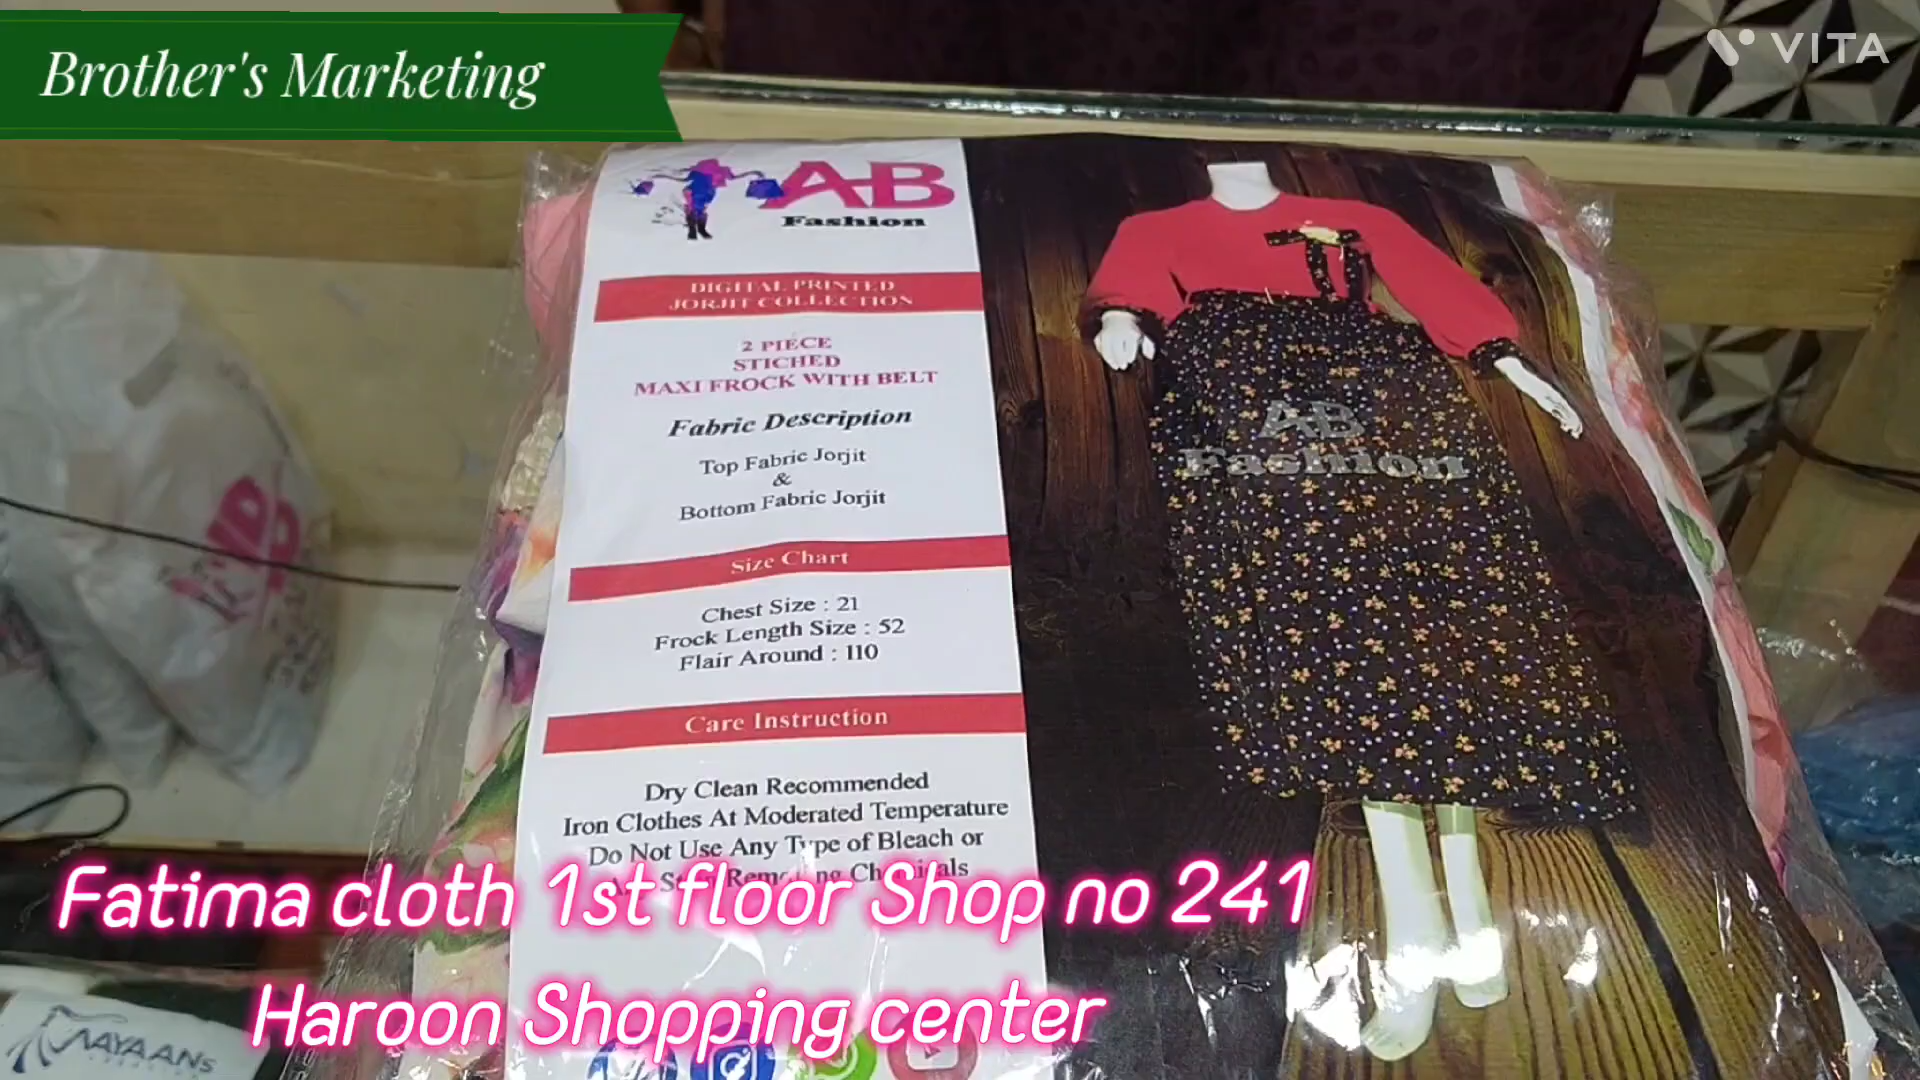 Brother's Marketing
VITA
AB
Fashion
DIGITAL PRINTED
JORJIT COLLECTION
2 PIECE
STICHED
MAXI FROCK WITH BELT
Fabric Description
Top Fabric Jorjit
&
Bottom Fabric Jorjit
Size Chart
Chest Size : 21
Frock Length Size : 52
Flair Around : 110
Care Instruction
Dry Clean Recommended
Iron Clothes At Moderated Temperature
Do Not Use Any Type of Bleach or
AB
Fashion
Fatima cloth 1st floor Shop no 241
Haroon Shopping center